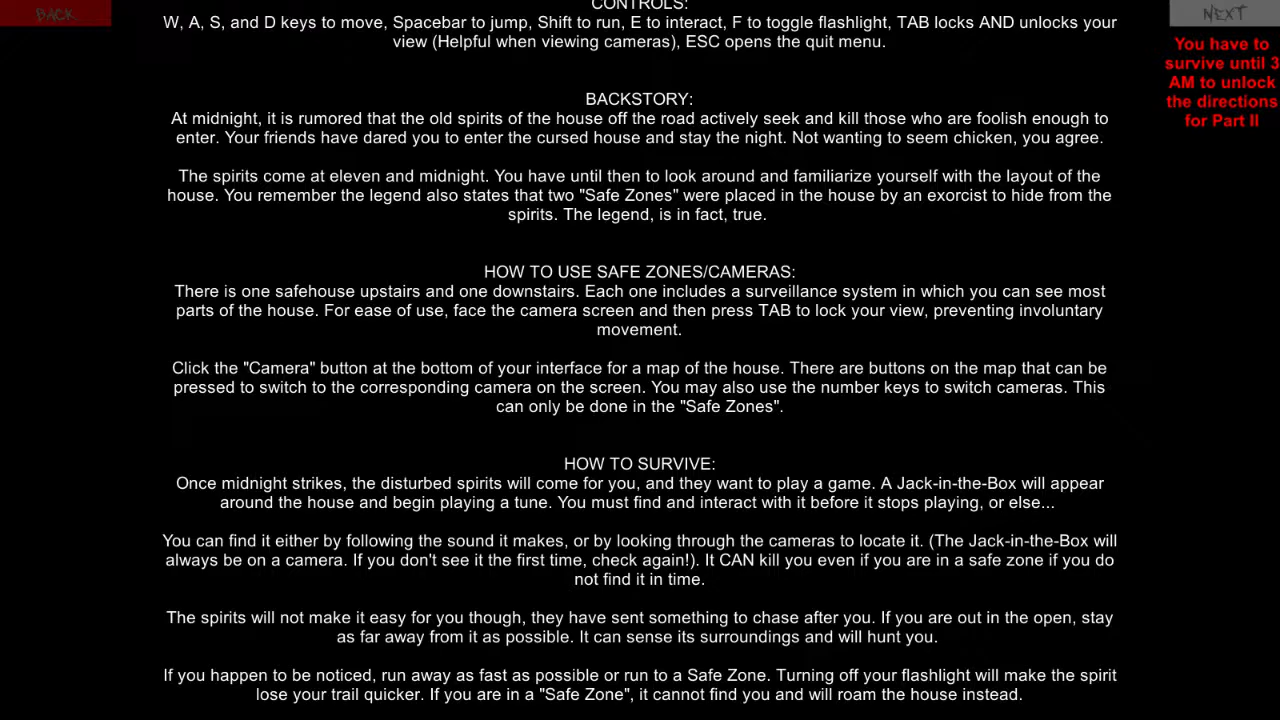 CONTROLS:
BACK
NEXT
W, A, S, and D keys to move, Spacebar to jump, Shift to run, E to interact, F to toggle flashlight, TAB locks AND unlocks your
view (Helpful when viewing cameras), ESC opens the quit menu.
You have to
survive until 3
AM to unlock
the directions
for Part II
BACKSTORY:
At midnight, it is rumored that the old spirits of the house off the road actively seek and kill those who are foolish enough to
enter. Your friends have dared you to enter the cursed house and stay the night. Not wanting to seem chicken, you agree.
The spirits come at eleven and midnight. You have until then to look around and familiarize yourself with the layout of the
house. You remember the legend also states that two "Safe Zones" were placed in the house by an exorcist to hide from the
spirits. The legend, is in fact, true.
HOW TO USE SAFE ZONES/CAMERAS:
There is one safehouse upstairs and one downstairs. Each one includes a surveillance system in which you can see most
parts of the house. For ease of use, face the camera screen and then press TAB to lock your view, preventing involuntary
movement.
Click the "Camera" button at the bottom of your interface for a map of the house. There are buttons on the map that can be
pressed to switch to the corresponding camera on the screen. You may also use the number keys to switch cameras. This
can only be done in the "Safe Zones".
HOW TO SURVIVE:
Once midnight strikes, the disturbed spirits will come for you, and they want to play a game. A Jack-in-the-Box will appear
around the house and begin playing a tune. You must find and interact with it before it stops playing, or else...
You can find it either by following the sound it makes, or by looking through the cameras to locate it. (The Jack-in-the-Box will
always be on a camera. If you don't see it the first time, check again!). It CAN kill you even if you are in a safe zone if you do
not find it in time.
The spirits will not make it easy for you though, they have sent something to chase after you. If you are out in the open, stay
as far away from it as possible. It can sense its surroundings and will hunt you.
If you happen to be noticed, run away as fast as possible or run to a Safe Zone. Turning off your flashlight will make the spirit
lose your trail quicker. If you are in a "Safe Zone", it cannot find you and will roam the house instead.